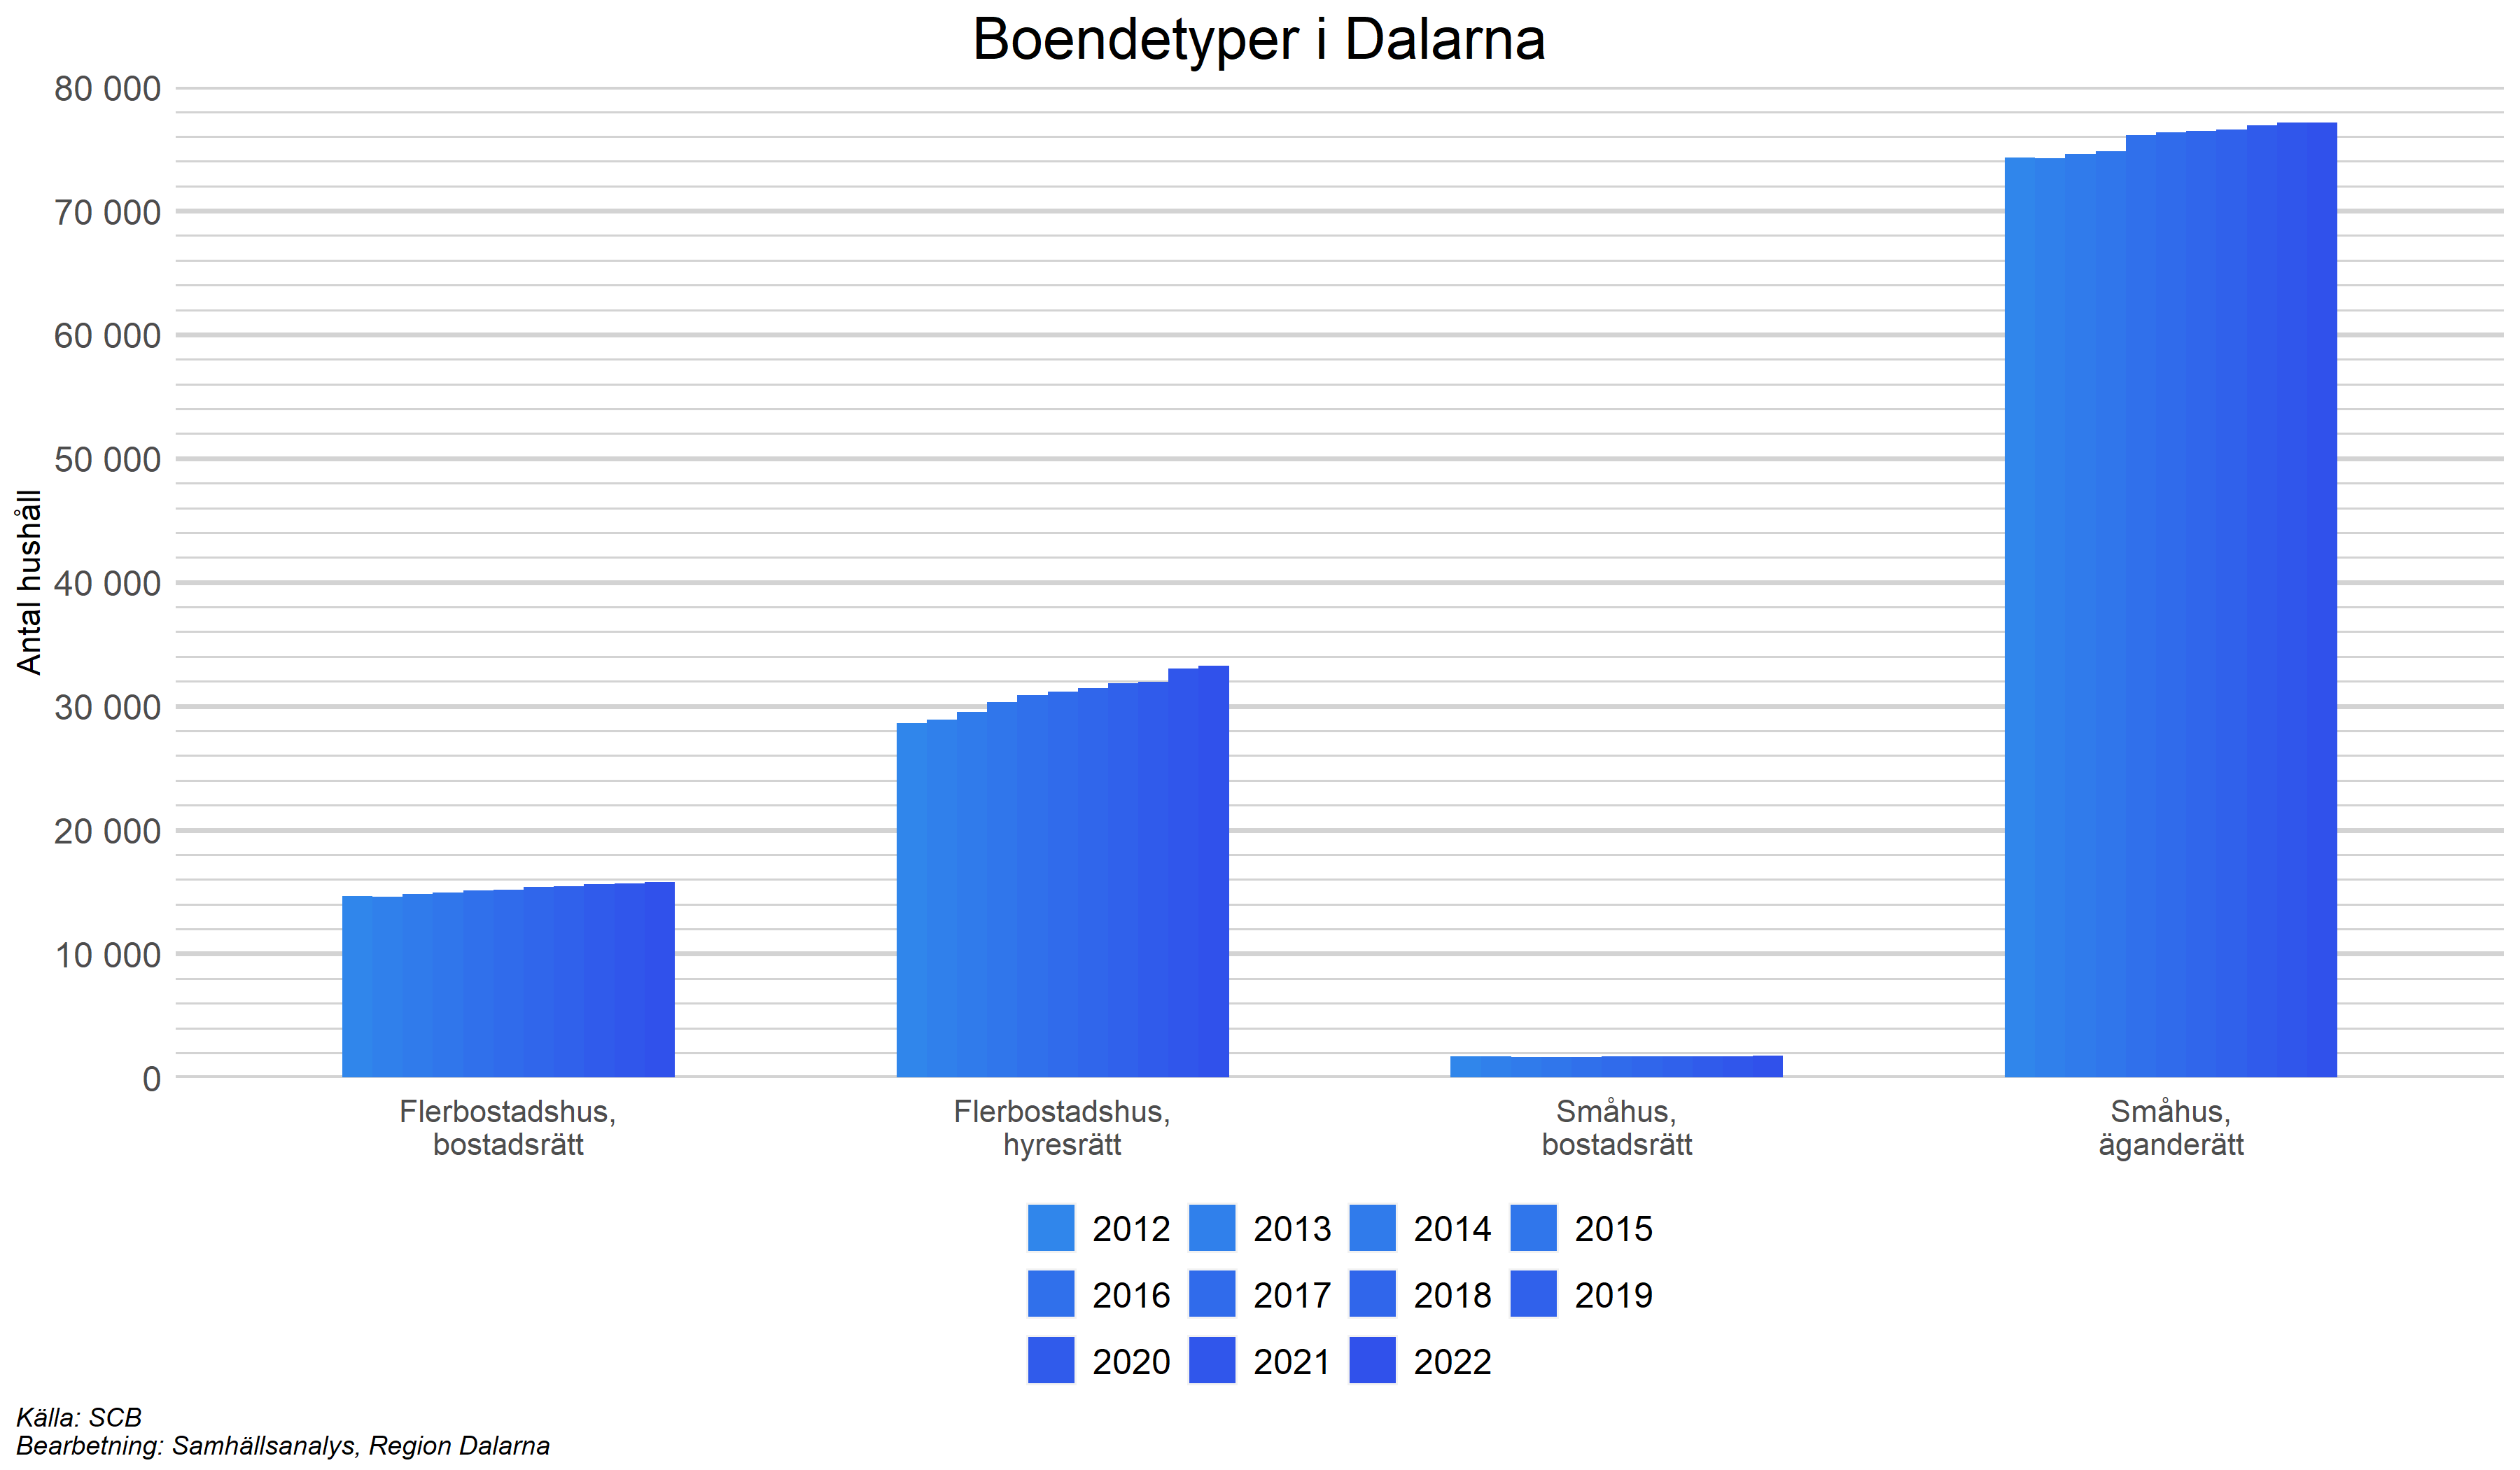 Boendetyper i Dalarna
80 000
70 000
60 000
50 000
40 000
30 000
20 000
10 000
0
Antal hushåll
Flerbostadshus,
bostadsrätt
Flerbostadshus,
hyresrätt
Småhus,
bostadsrätt
Småhus,
äganderätt
2012 2013 2014 2015
2016 2017 2018 2019
2020 2021 2022
Källa: SCB
Bearbetning: Samhällsanalys, Region Dalarna